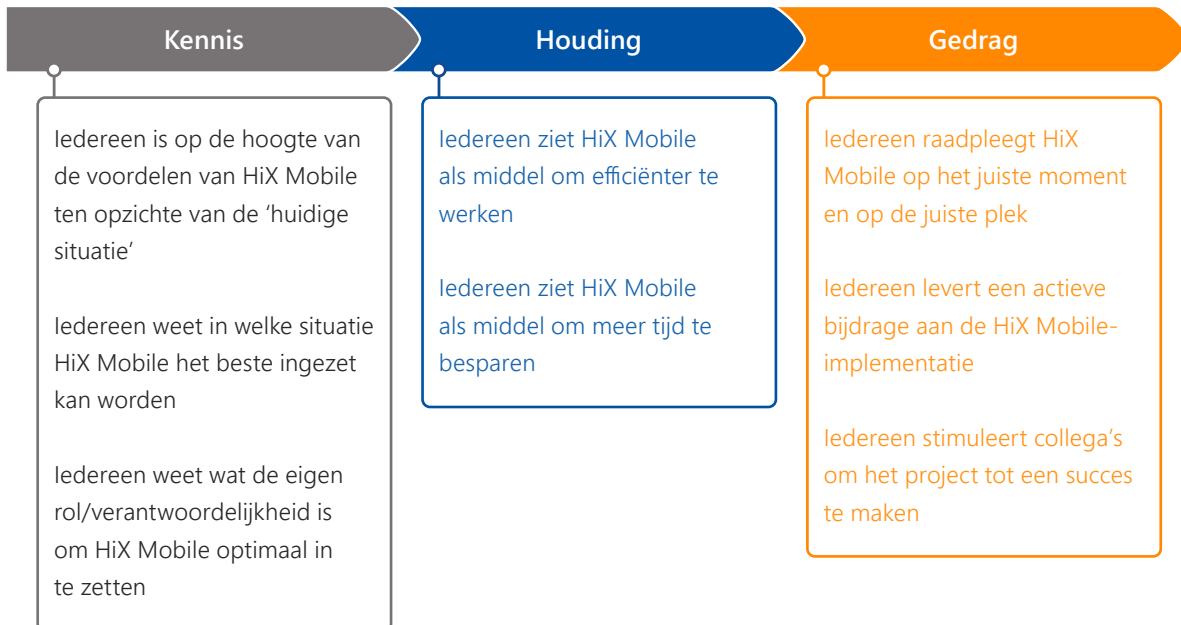 Kennis
Iedereen is op de hoogte van
de voordelen van HiX Mobile
ten opzichte van de ‘huidige
situatie’
Iedereen weet in welke situatie
HiX Mobile het beste ingezet
kan worden
Iedereen weet wat de eigen
rol/verantwoordelijkheid is
om HiX Mobile optimaal in
te zetten
Houding
Iedereen ziet HiX Mobile
als middel om efficiënter te
werken
Iedereen ziet HiX Mobile
als middel om meer tijd te
besparen
Gedrag
Iedereen raadpleegt HiX
Mobile op het juiste moment
en op de juiste plek
Iedereen levert een actieve
bijdrage aan de HiX Mobile-
implementatie
Iedereen stimuleert collega’s
om het project tot een succes
te maken